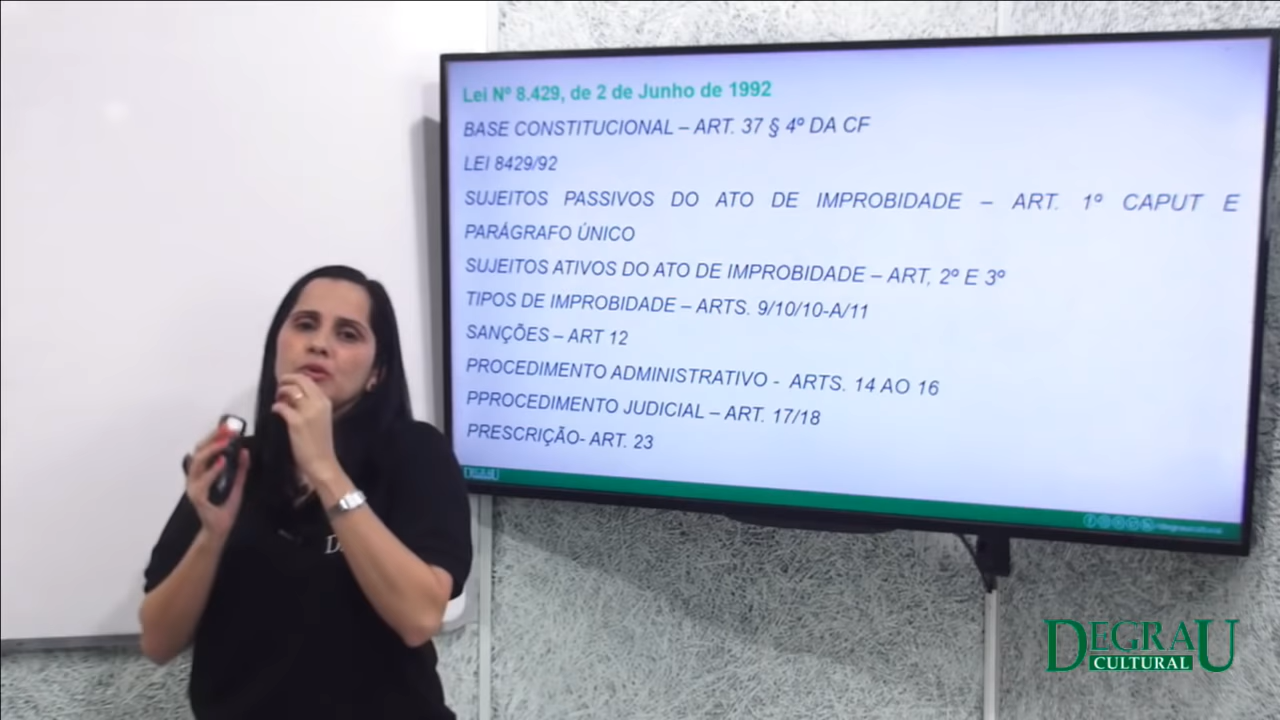 Lei Nº 8.429, de 2 de Junho de 1992
BASE CONSTITUCIONAL – ART. 37 § 4º DA CF
LEI 8429/92
SUJEITOS PASSIVOS DO ATO DE IMPROBIDADE – ART. 1º CAPUT E
PARÁGRAFO ÚNICO
SUJEITOS ATIVOS DO ATO DE IMPROBIDADE – ART, 2º E 3º
TIPOS DE IMPROBIDADE – ARTS. 9/10/10-A/11
SANÇÕES – ART 12
PROCEDIMENTO ADMINISTRATIVO - ARTS. 14 AO 16
PPROCEDIMENTO JUDICIAL – ART. 17/18
PRESCRIÇÃO- ART. 23
DEGRAU
DEGRAU
CULTURAL